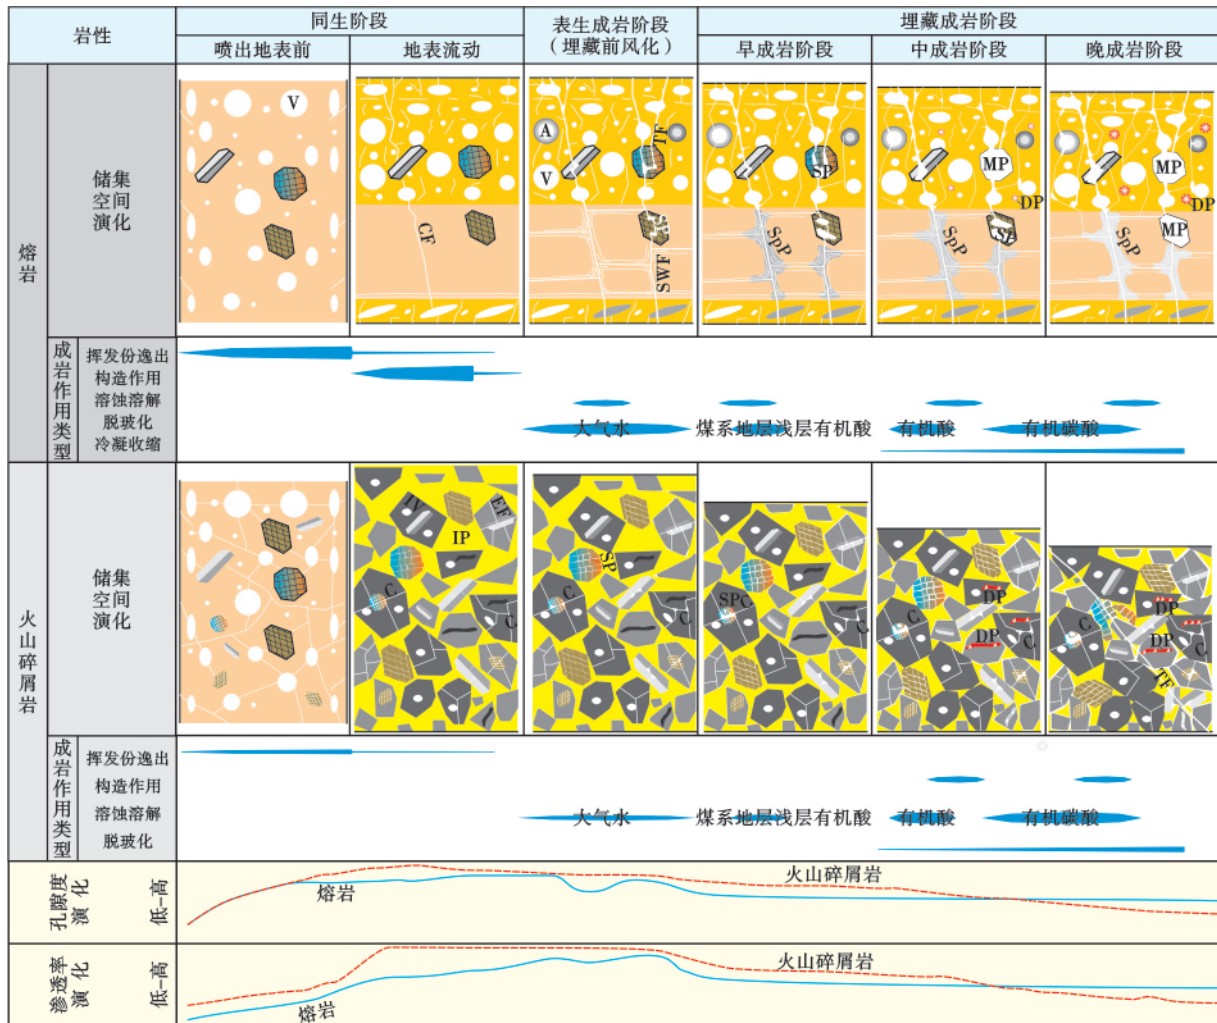 岩性
同生阶段
喷出地表前
地表流动
表生成岩阶段
（埋藏前风化）
埋藏成岩阶段
早成岩阶段
中成岩阶段
晚成岩阶段
熔岩
储集
空间
演化
V
CF
A
V
TF
SWF
SP
SpP
MP
DP
SP
SpP
MP
DP
MP
SpP
成岩作用类型
挥发份逸出
构造作用
溶蚀溶解
脱玻化
冷凝收缩
大气水
煤系地层浅层有机酸
有机酸
有机碳酸
火山碎屑岩
储集
空间
演化
IV
EF
IP
C
C
SP
C
C
SP
C
C
DP
C
DP
C
DP
C
DP
C
TF
成岩作用类型
挥发份逸出
构造作用
溶蚀溶解
脱玻化
大气水
煤系地层浅层有机酸
有机酸
有机碳酸
孔隙度
演化
低–高
熔岩
火山碎屑岩
渗透率
演化
低–高
熔岩
火山碎屑岩